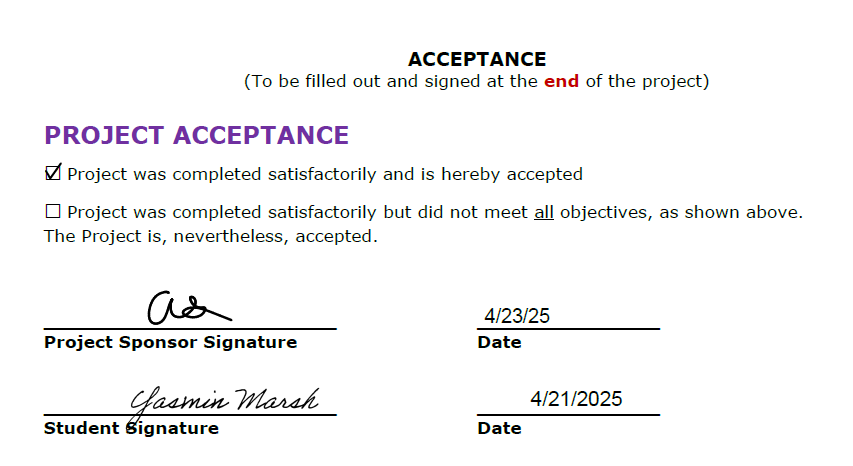 ACCEPTANCE
(To be filled out and signed at the end of the project)
PROJECT ACCEPTANCE
☑ Project was completed satisfactorily and is hereby accepted
☐ Project was completed satisfactorily but did not meet all objectives, as shown above.
The Project is, nevertheless, accepted.
4/23/25
Project Sponsor Signature Date
Yasmin Marsh 4/21/2025
Student Signature Date